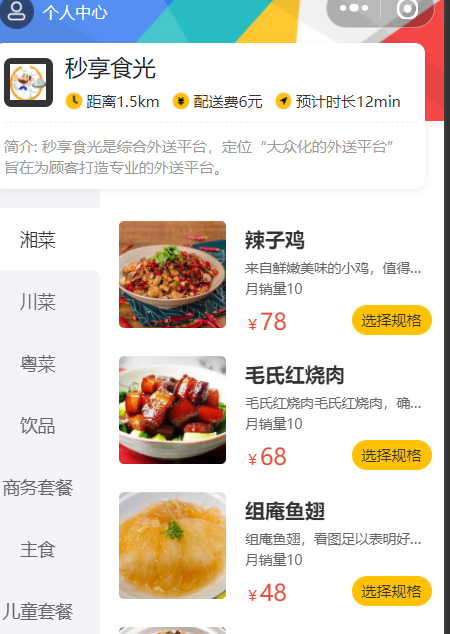 个人中心
秒享食光
距离1.5km 配送费6元 预计时长12min
简介: 秒享食光是综合外送平台，定位“大众化的外送平台”
旨在为顾客打造专业的外送平台。
湘菜
川菜
粤菜
饮品
商务套餐
主食
儿童套餐
辣子鸡
来自鲜嫩美味的小鸡，值得...
月销量10
￥78 选择规格
毛氏红烧肉
毛氏红烧肉毛氏红烧肉，确...
月销量10
￥68 选择规格
组庵鱼翅
组庵鱼翅，看图足以表明好...
月销量10
￥48 选择规格